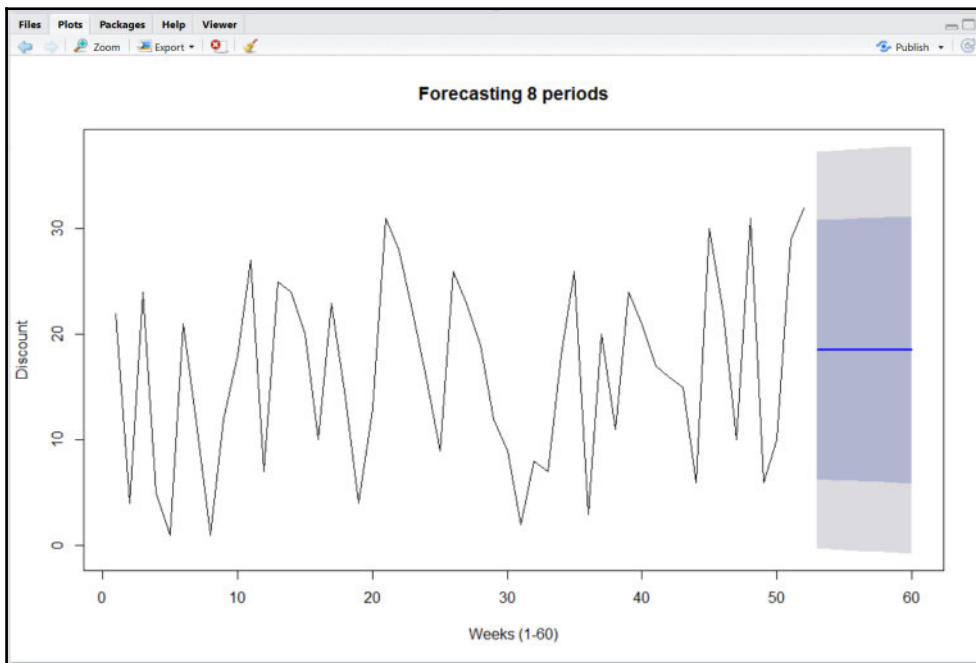 Files Plots Packages Help Viewer
Zoom Export Publish
Forecasting 8 periods
Discount
30
20
10
0
0 10 20 30 40 50 60
Weeks (1-60)